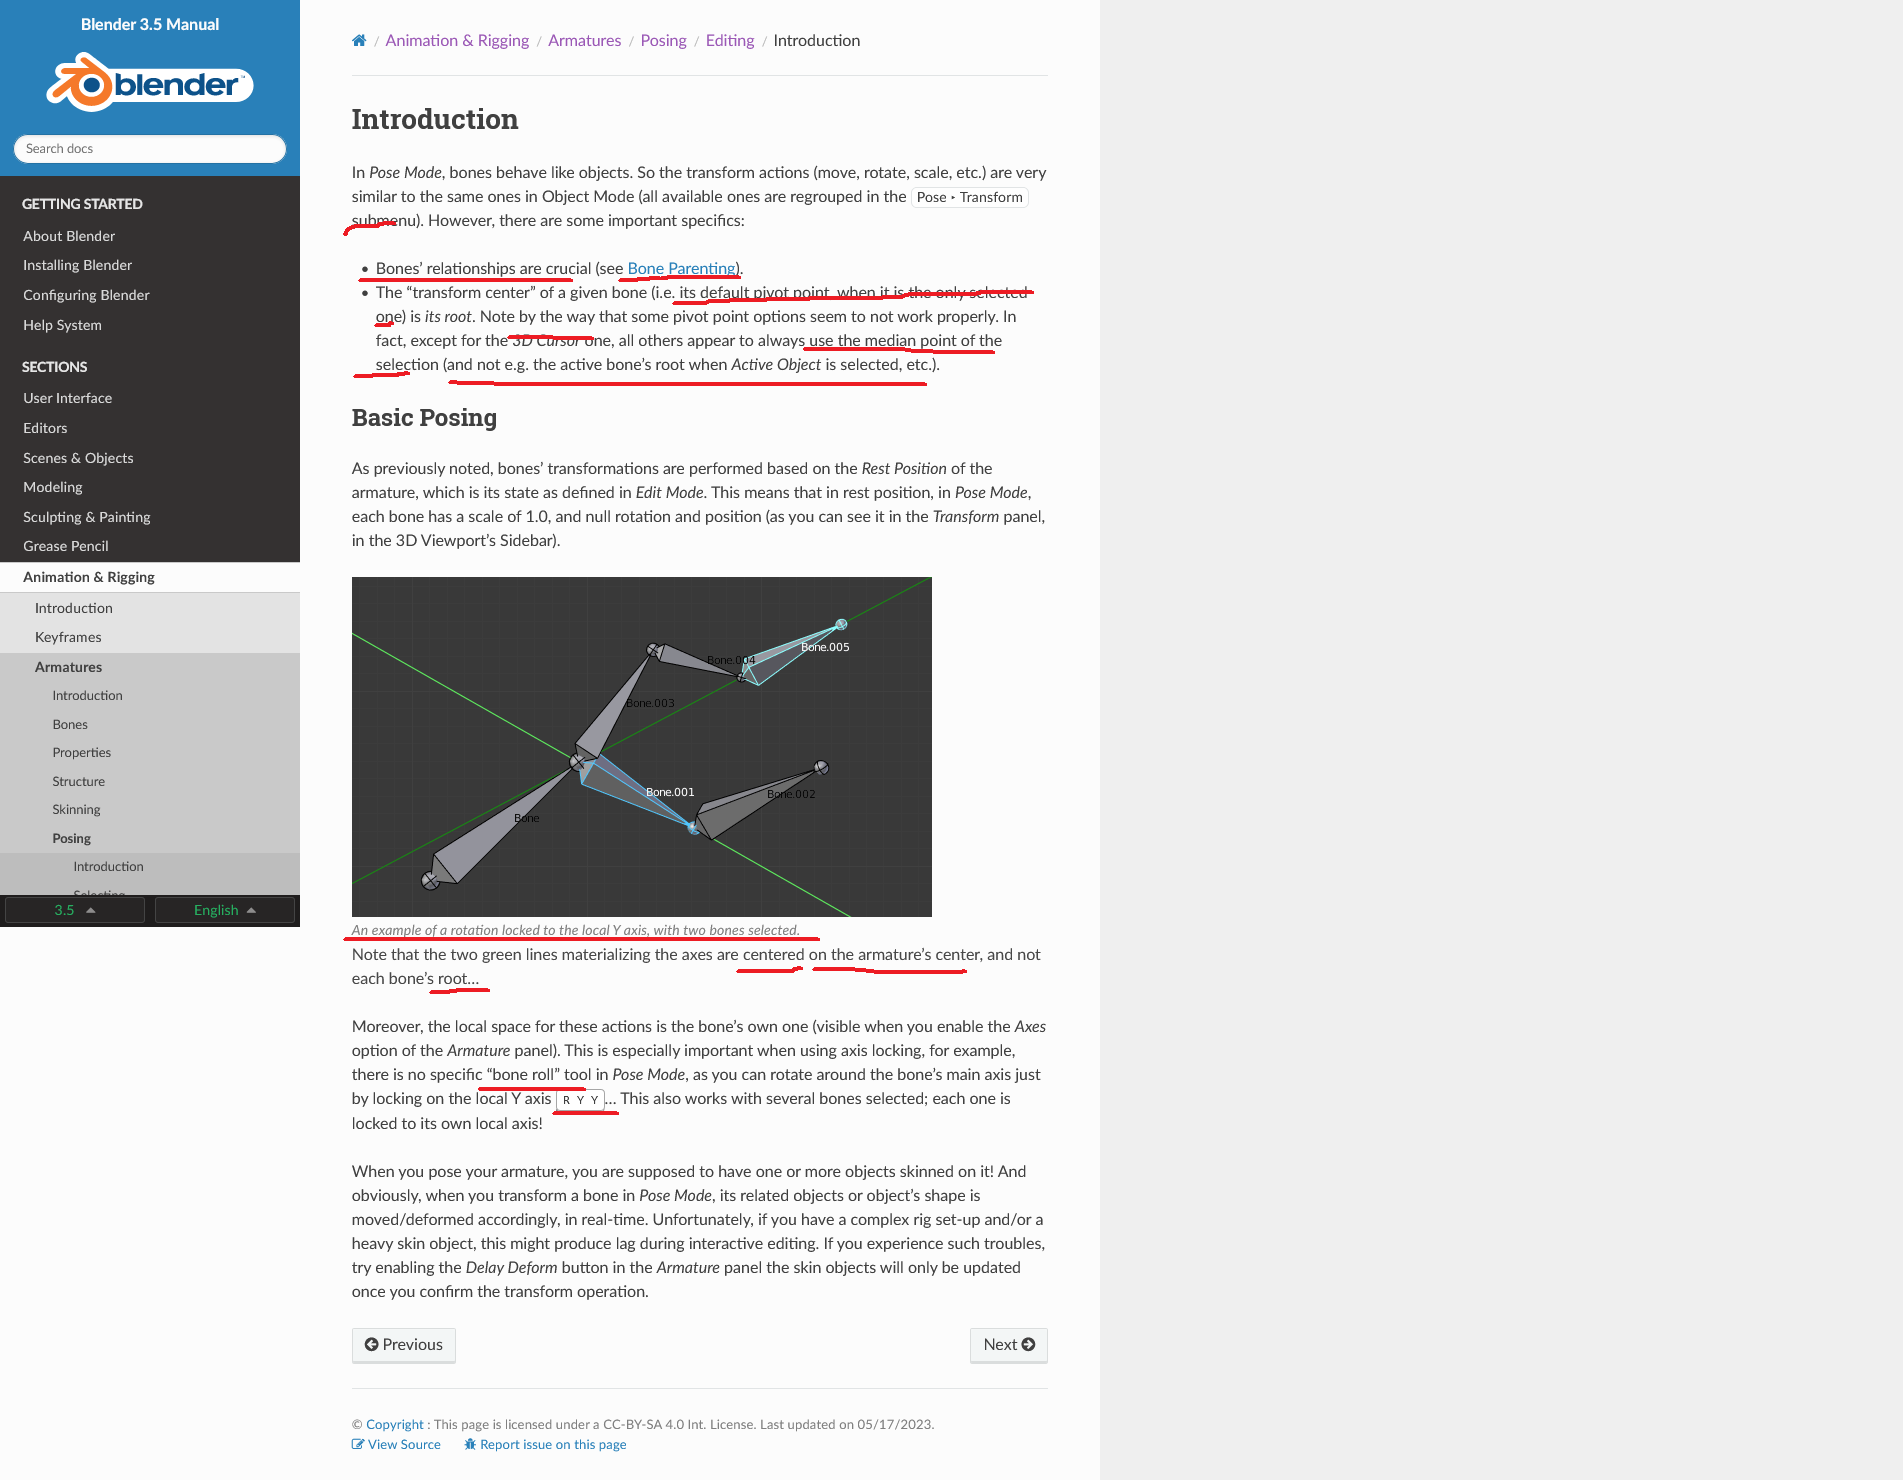 Blender 3.5 Manual
blender™
Search docs
GETTING STARTED
About Blender
Installing Blender
Configuring Blender
Help System
SECTIONS
User Interface
Editors
Scenes & Objects
Modeling
Sculpting & Painting
Grease Pencil
Animation & Rigging
Introduction
Keyframes
Armatures
Introduction
Bones
Properties
Structure
Skinning
Posing
Introduction
Selecting
3.5
English
/ Animation & Rigging / Armatures / Posing / Editing / Introduction
Introduction
In Pose Mode, bones behave like objects. So the transform actions (move, rotate, scale, etc.) are very
similar to the same ones in Object Mode (all available ones are regrouped in the Pose ‣ Transform
submenu). However, there are some important specifics:
• Bones’ relationships are crucial (see Bone Parenting).
• The “transform center” of a given bone (i.e. its default pivot point, when it is the only selected
one) is its root. Note by the way that some pivot point options seem to not work properly. In
fact, except for the 3D Cursor one, all others appear to always use the median point of the
selection (and not e.g. the active bone’s root when Active Object is selected, etc.).
Basic Posing
As previously noted, bones’ transformations are performed based on the Rest Position of the
armature, which is its state as defined in Edit Mode. This means that in rest position, in Pose Mode,
each bone has a scale of 1.0, and null rotation and position (as you can see it in the Transform panel,
in the 3D Viewport’s Sidebar).
Bone.005
Bone.004
Bone.003
Bone.001
Bone.002
Bone
An example of a rotation locked to the local Y axis, with two bones selected.
Note that the two green lines materializing the axes are centered on the armature’s center, and not
each bone’s root…
Moreover, the local space for these actions is the bone’s own one (visible when you enable the Axes
option of the Armature panel). This is especially important when using axis locking, for example,
there is no specific “bone roll” tool in Pose Mode, as you can rotate around the bone’s main axis just
by locking on the local Y axis R Y Y… This also works with several bones selected; each one is
locked to its own local axis!
When you pose your armature, you are supposed to have one or more objects skinned on it! And
obviously, when you transform a bone in Pose Mode, its related objects or object’s shape is
moved/deformed accordingly, in real-time. Unfortunately, if you have a complex rig set-up and/or a
heavy skin object, this might produce lag during interactive editing. If you experience such troubles,
try enabling the Delay Deform button in the Armature panel the skin objects will only be updated
once you confirm the transform operation.
Previous
Next
© Copyright : This page is licensed under a CC-BY-SA 4.0 Int. License. Last updated on 05/17/2023.
View Source Report issue on this page